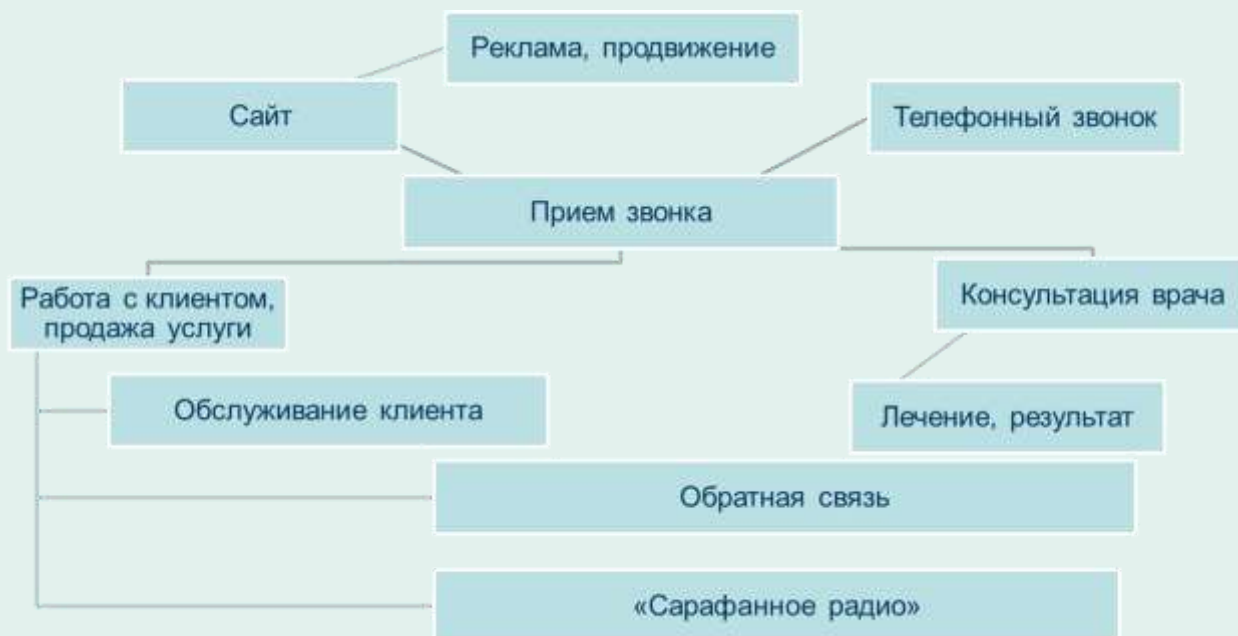 Реклама, продвижение
Сайт
Телефонный звонок
Прием звонка
Работа с клиентом,
продажа услуги
Консультация врача
Обслуживание клиента
Лечение, результат
Обратная связь
«Сарафанное радио»